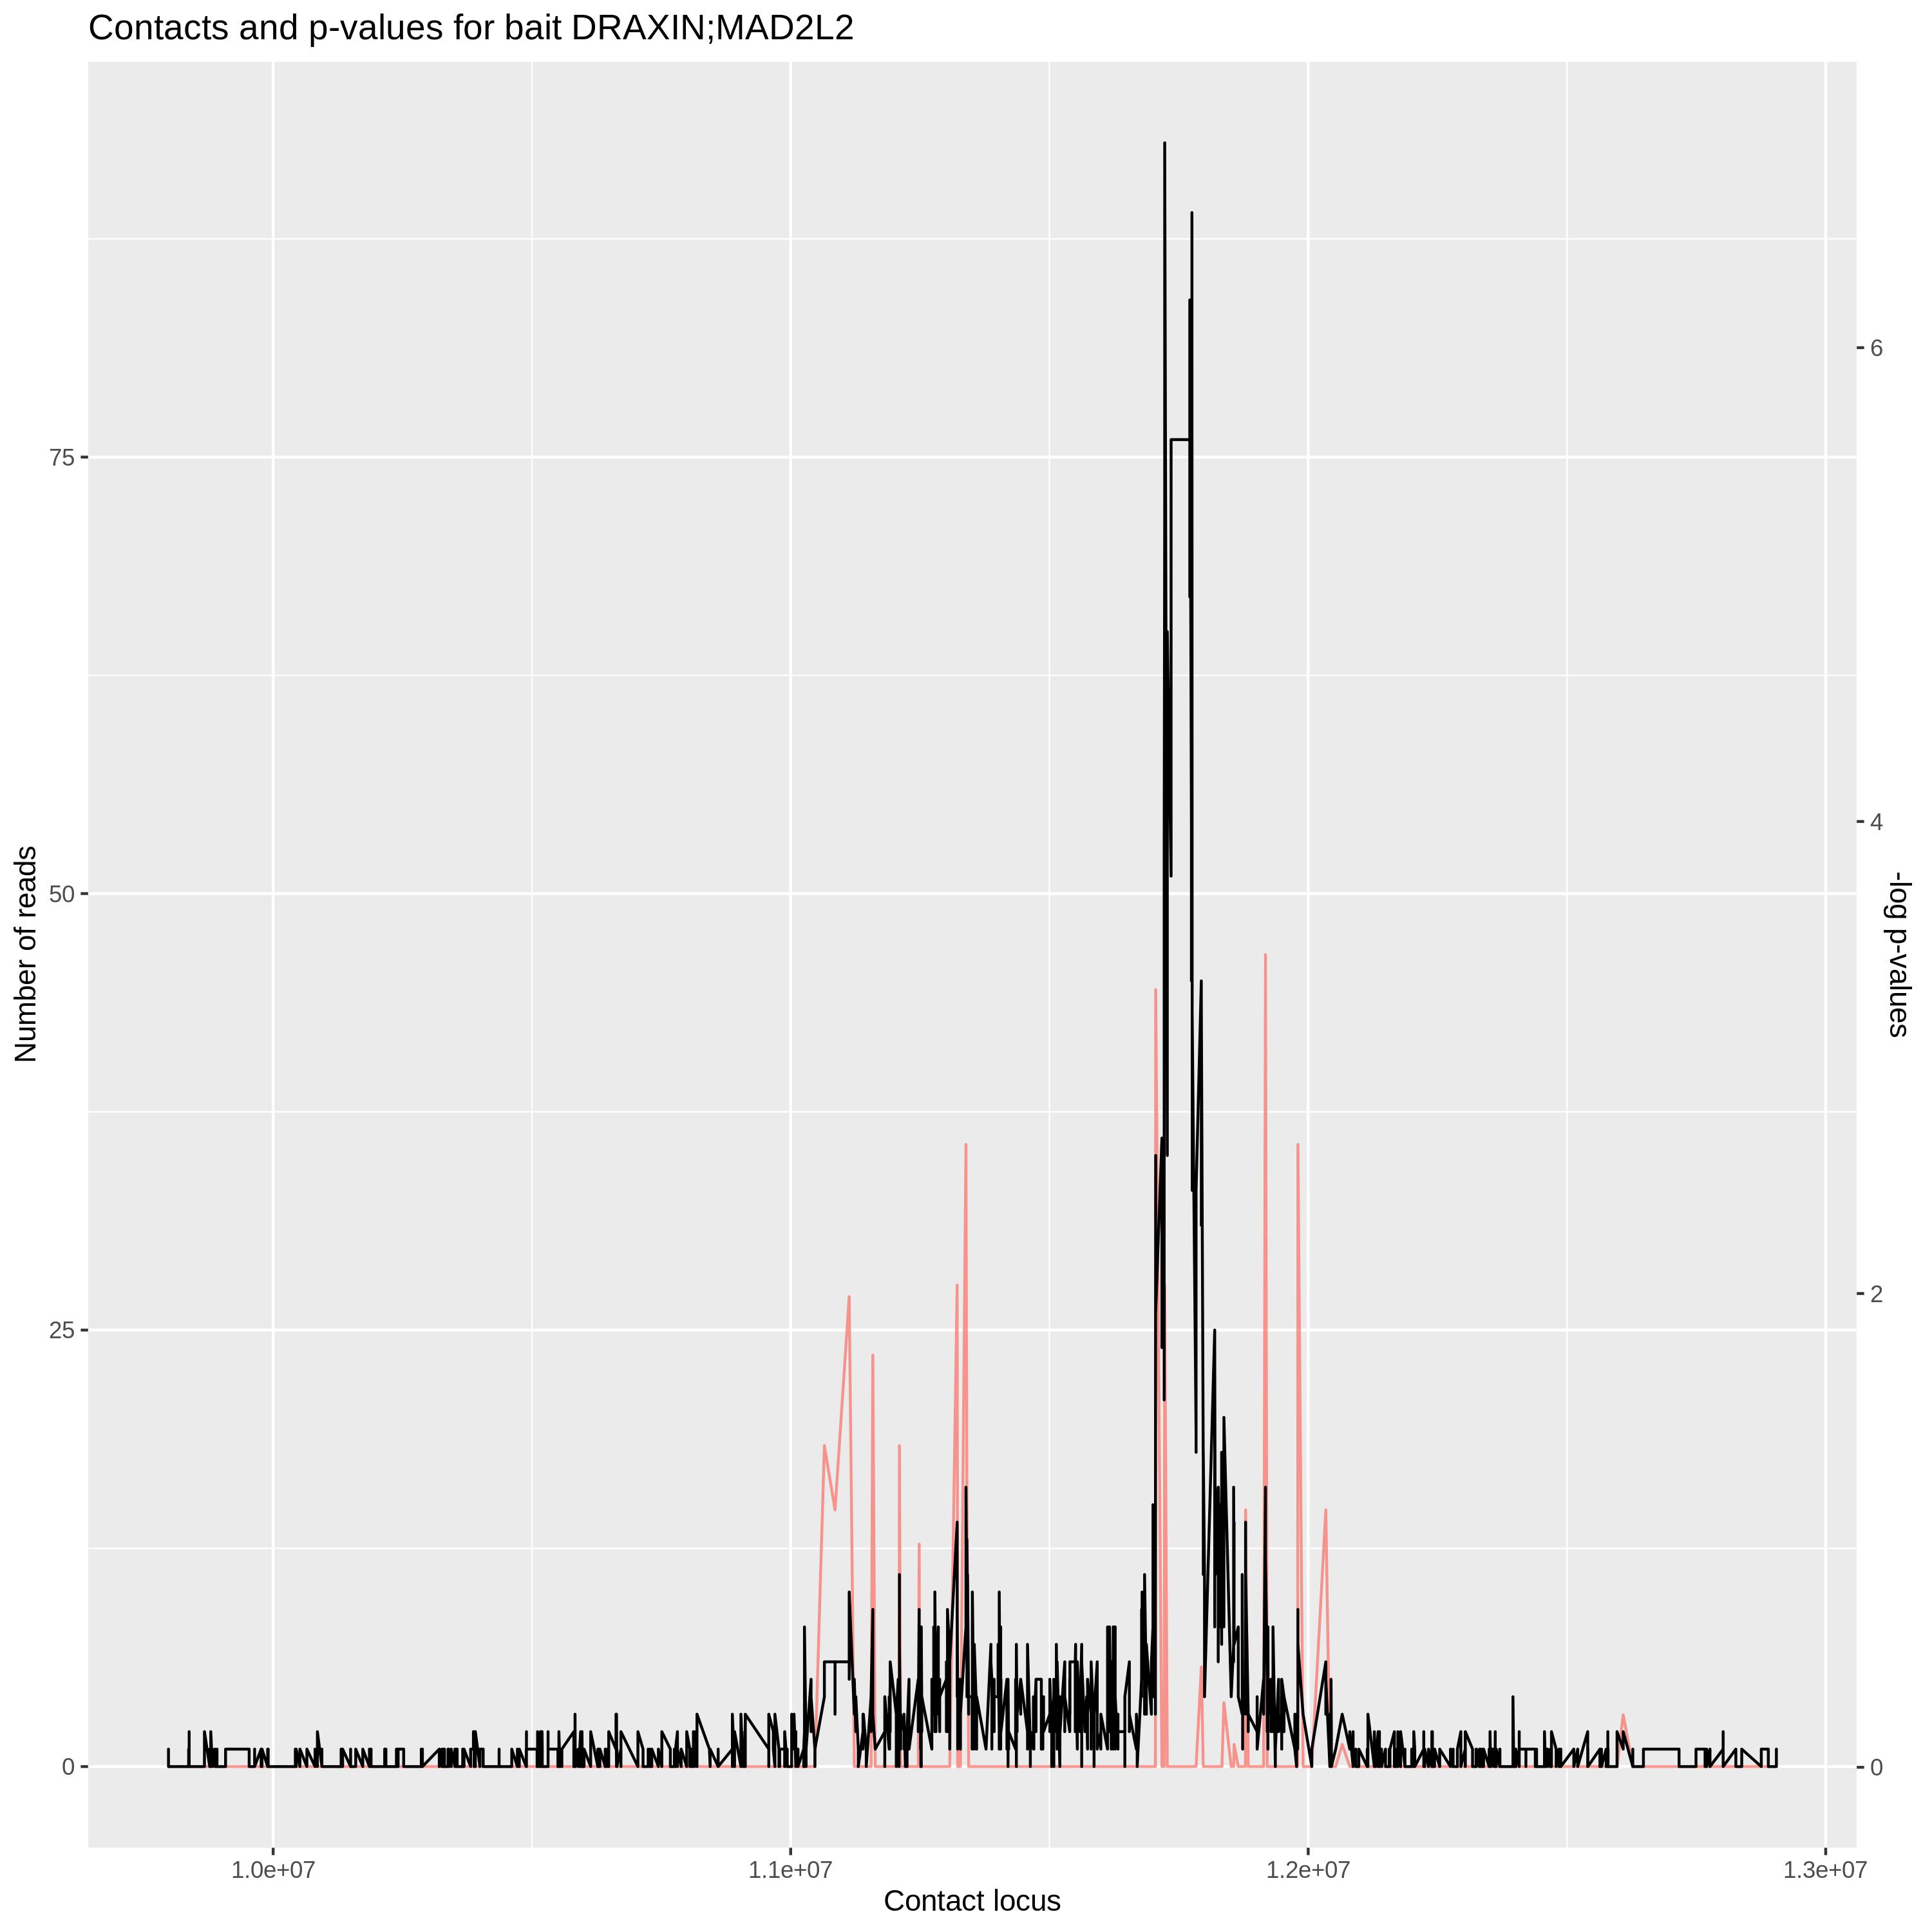 Contacts and p-values for bait DRAXIN;MAD2L2
Number of reads
75
50
25
0
6
4
2
0
-log p-values
1.0e+07
1.1e+07
1.2e+07
1.3e+07
Contact locus